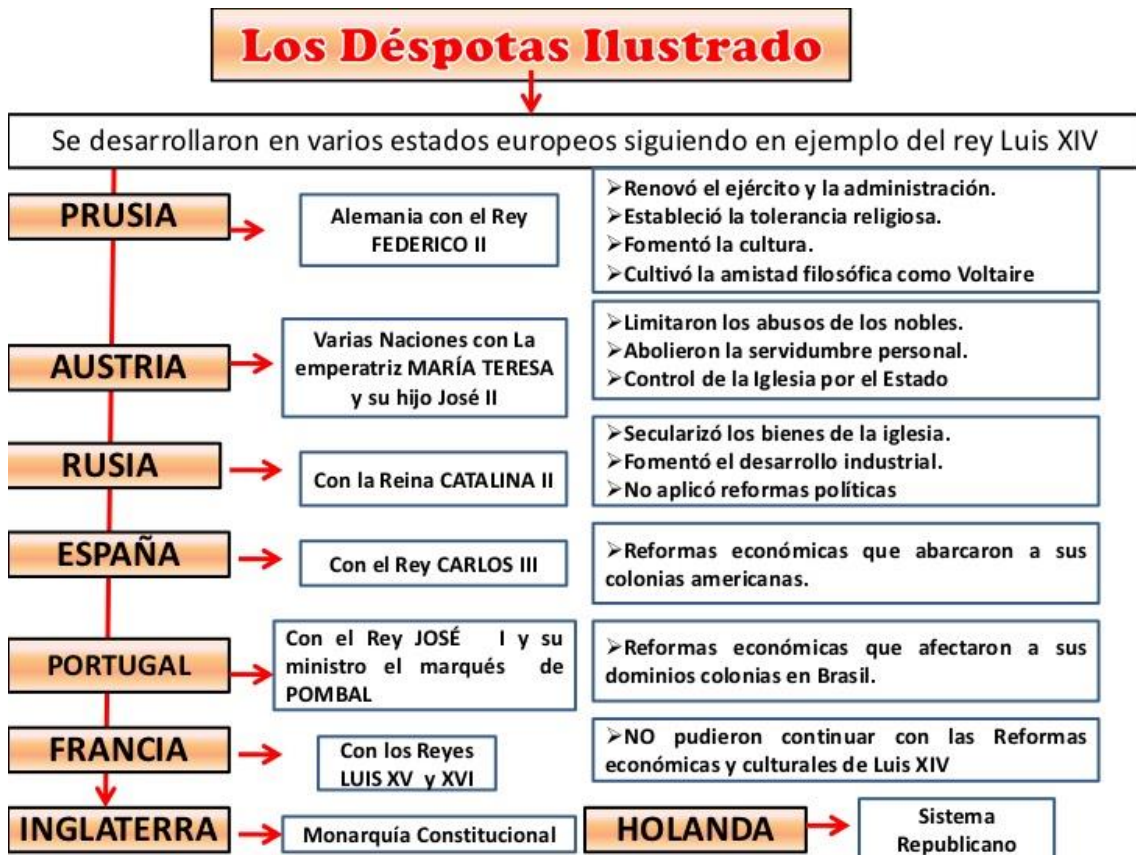 Los Déspotas Ilustrado
Se desarrollaron en varios estados europeos siguiendo en ejemplo del rey Luis XIV
PRUSIA
Alemania con el Rey
FEDERICO II
➢Renovó el ejército y la administración.
➢Estableció la tolerancia religiosa.
➢Fomentó la cultura.
➢Cultivó la amistad filosófica como Voltaire
AUSTRIA
Varias Naciones con La
emperatriz MARÍA TERESA
y su hijo José II
➢Limitaron los abusos de los nobles.
➢Abolieron la servidumbre personal.
➢Control de la Iglesia por el Estado
RUSIA
Con la Reina CATALINA II
➢Secularizó los bienes de la iglesia.
➢Fomentó el desarrollo industrial.
➢No aplicó reformas políticas
ESPAÑA
Con el Rey CARLOS III
➢Reformas económicas que abarcaron a sus
colonias americanas.
PORTUGAL
Con el Rey JOSÉ I y su
ministro el marqués de
POMBAL
➢Reformas económicas que afectaron a sus
dominios colonias en Brasil.
FRANCIA
Con los Reyes
LUIS XV y XVI
➢NO pudieron continuar con las Reformas
económicas y culturales de Luis XIV
INGLATERRA
Monarquía Constitucional
HOLANDA
Sistema
Republicano